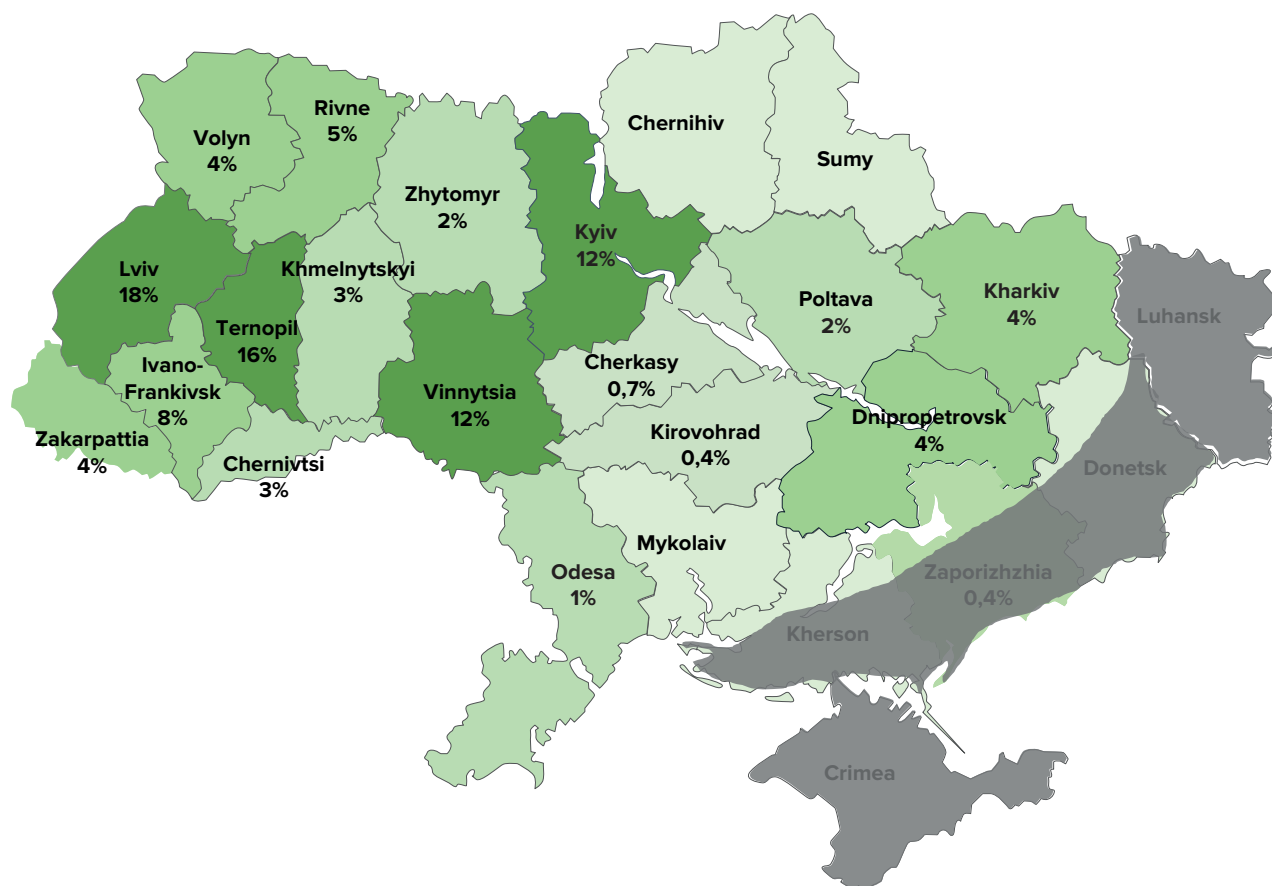 Rivne
5%
Volyn
4%
Chernihiv
Sumy
Zhytomyr
2%
Kyiv
12%
Lviv
18%
Khmelnytskyi
3%
Ternopil
16%
Poltava
2%
Kharkiv
4%
Luhansk
Ivano-
Frankivsk
8%
Cherkasy
0,7%
Vinnytsia
12%
Kirovohrad
0,4%
Dnipropetrovsk
4%
Zakarpattia
4%
Chernivtsi
3%
Donetsk
Mykolaiv
Odesa
1%
Zaporizhzhia
0,4%
Kherson
Crimea